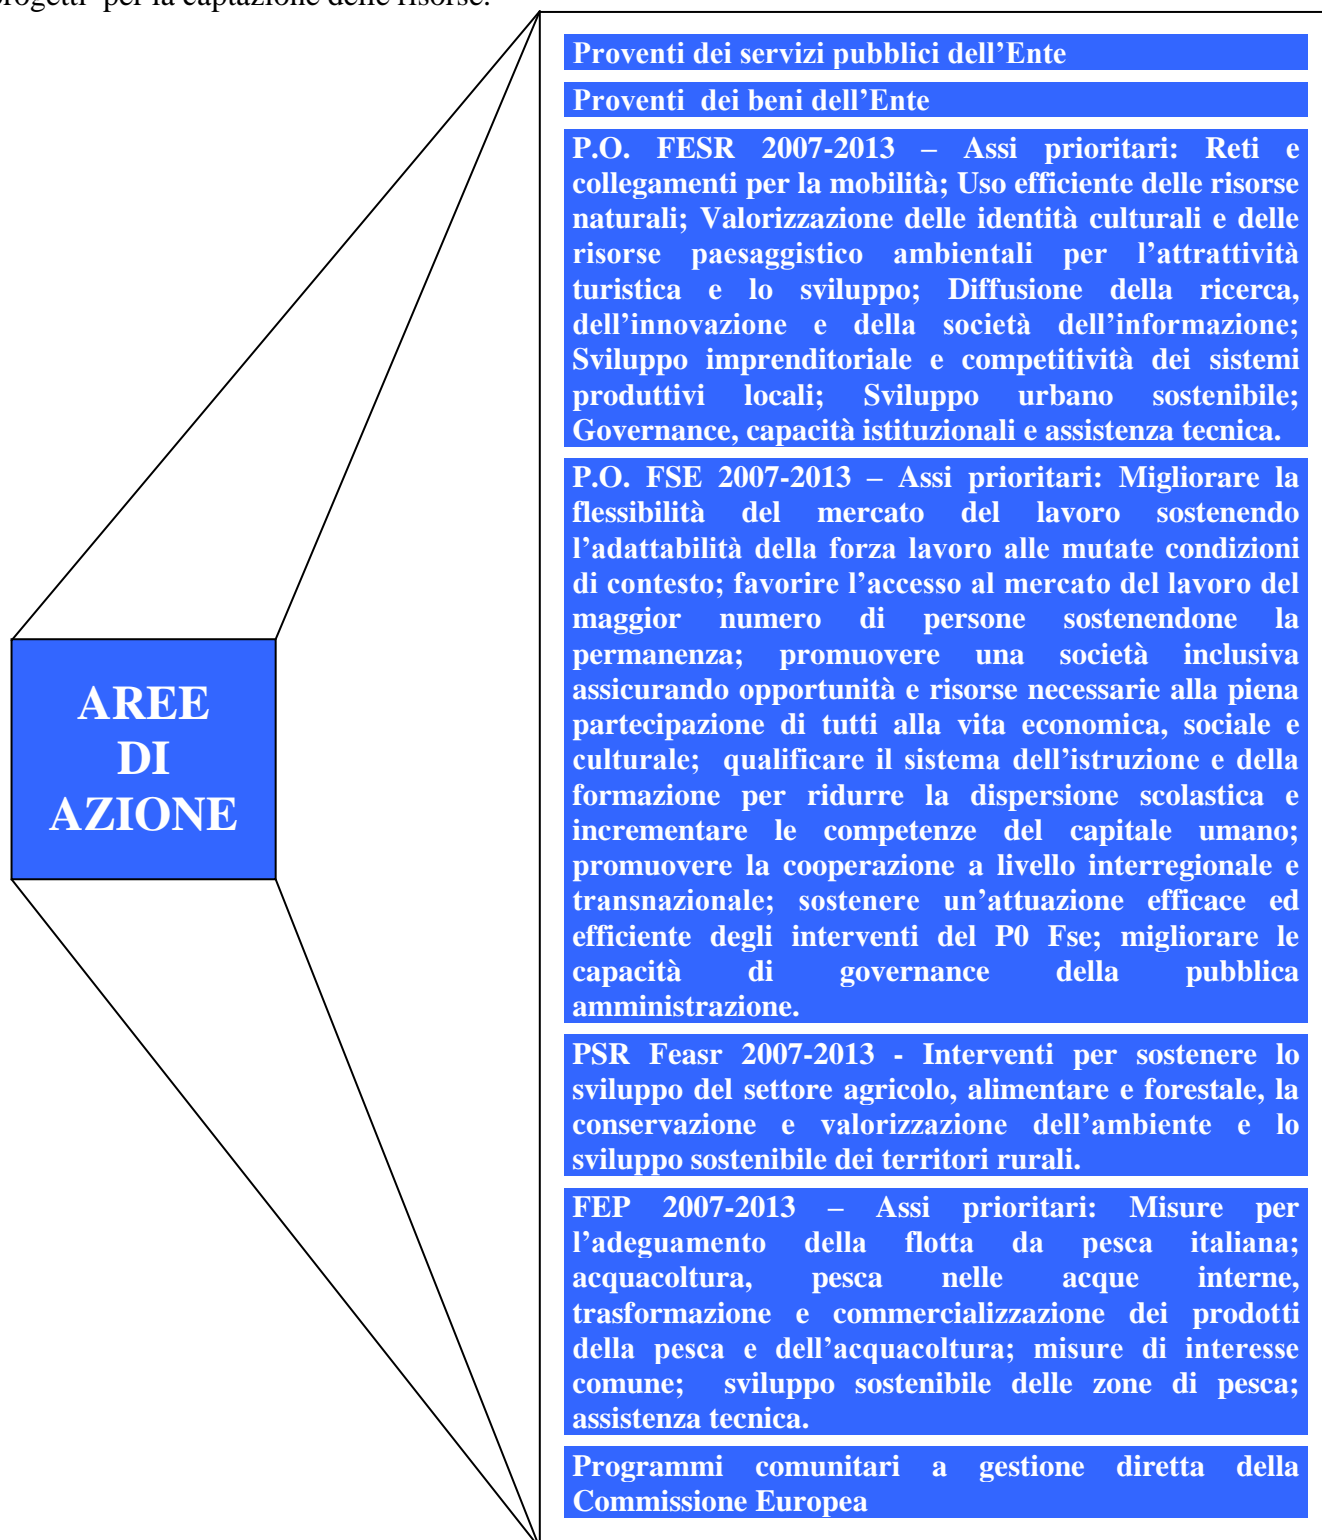 progetti per la captazione delle risorse.
Proventi dei servizi pubblici dell’Ente
Proventi dei beni dell’Ente
P.O. FESR 2007-2013 – Assi prioritari: Reti e
collegamenti per la mobilità; Uso efficiente delle risorse
naturali; Valorizzazione delle identità culturali e delle
risorse paesaggistico ambientali per l’attrattività
turistica e lo sviluppo; Diffusione della ricerca,
dell’innovazione e della società dell’informazione;
Sviluppo imprenditoriale e competitività dei sistemi
produttivi locali; Sviluppo urbano sostenibile;
Governance, capacità istituzionali e assistenza tecnica.
P.O. FSE 2007-2013 – Assi prioritari: Migliorare la
flessibilità del mercato del lavoro sostenendo
l’adattabilità della forza lavoro alle mutate condizioni
di contesto; favorire l’accesso al mercato del lavoro del
maggior numero di persone sostenendone la
permanenza; promuovere una società inclusiva
assicurando opportunità e risorse necessarie alla piena
partecipazione di tutti alla vita economica, sociale e
culturale; qualificare il sistema dell’istruzione e della
formazione per ridurre la dispersione scolastica e
incrementare le competenze del capitale umano;
promuovere la cooperazione a livello interregionale e
transnazionale; sostenere un’attuazione efficace ed
efficiente degli interventi del P0 Fse; migliorare le
capacità di governance della pubblica
amministrazione.
PSR Feasr 2007-2013 - Interventi per sostenere lo
sviluppo del settore agricolo, alimentare e forestale, la
conservazione e valorizzazione dell’ambiente e lo
sviluppo sostenibile dei territori rurali.
FEP 2007-2013 – Assi prioritari: Misure per
l’adeguamento della flotta da pesca italiana;
acquacoltura, pesca nelle acque interne,
trasformazione e commercializzazione dei prodotti
della pesca e dell’acquacoltura; misure di interesse
comune; sviluppo sostenibile delle zone di pesca;
assistenza tecnica.
Programmi comunitari a gestione diretta della
Commissione Europea
AREE
DI
AZIONE